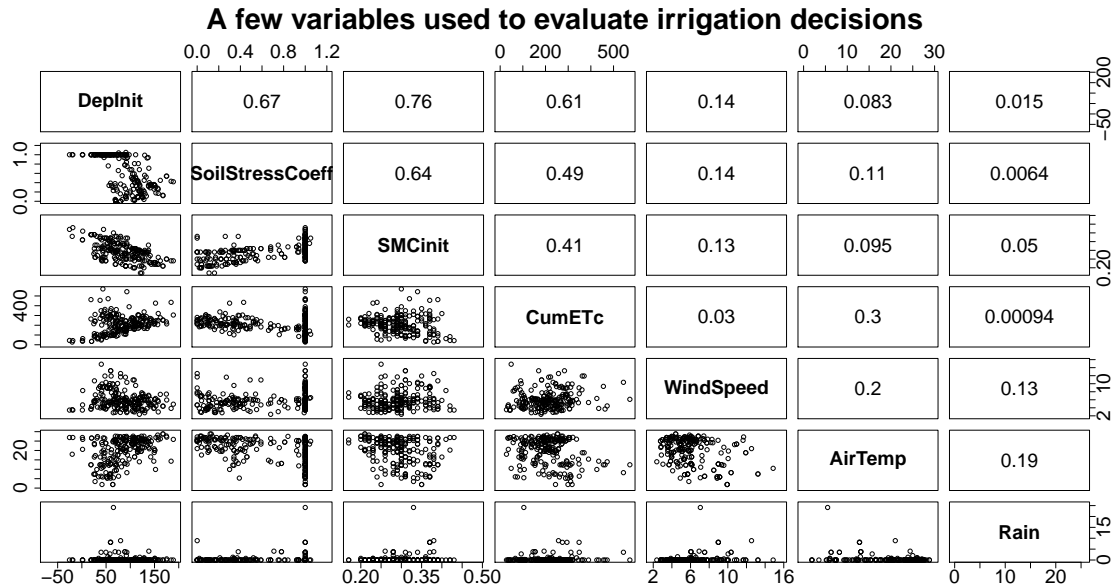 A few variables used to evaluate irrigation decisions
0.0 0.4 0.8 1.2 0 200 500 0 10 20 30
DepInit 0.67 0.76 0.61 0.14 0.083 0.015 −50 200
0.0 1.0 SoilStressCoeff 0.64 0.49 0.14 0.11 0.0064
SMCinit 0.41 0.13 0.095 0.05 0.20
0 400 CumETc 0.03 0.3 0.00094
WindSpeed 0.2 0.13 2 10
0 20 AirTemp 0.19
Rain 0 15
−50 50 150 0.20 0.35 0.50 2 6 10 16 0 10 20